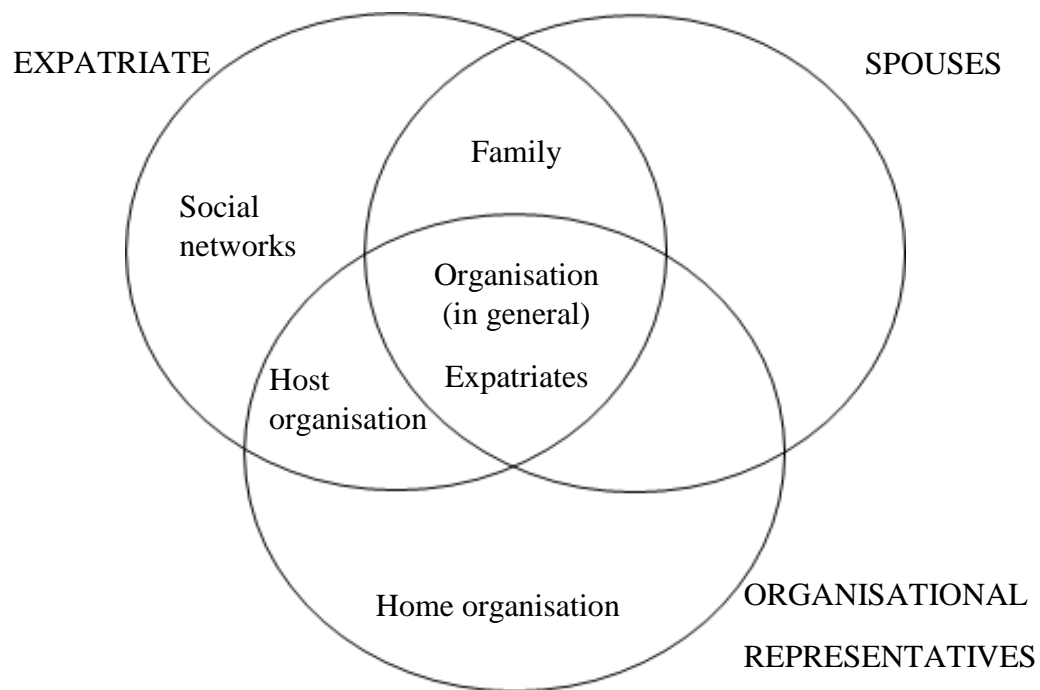 EXPATRIATE
SPOUSES
Family
Social
networks
Organisation
(in general)
Expatriates
Host
organisation
Home organisation
ORGANISATIONAL
REPRESENTATIVES